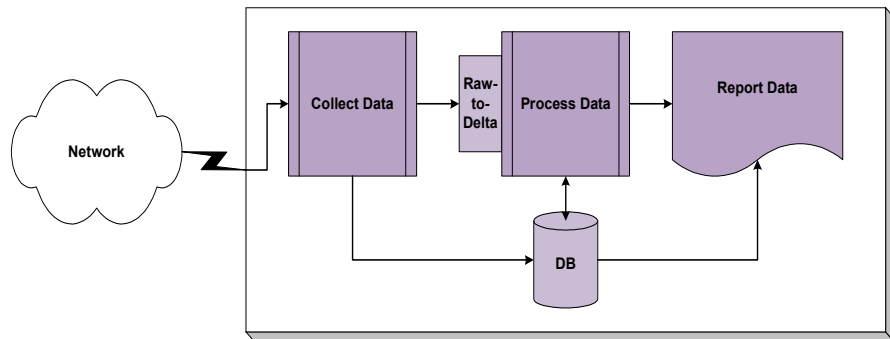 Network
Collect Data
Raw-
to-
Delta
Process Data
Report Data
DB